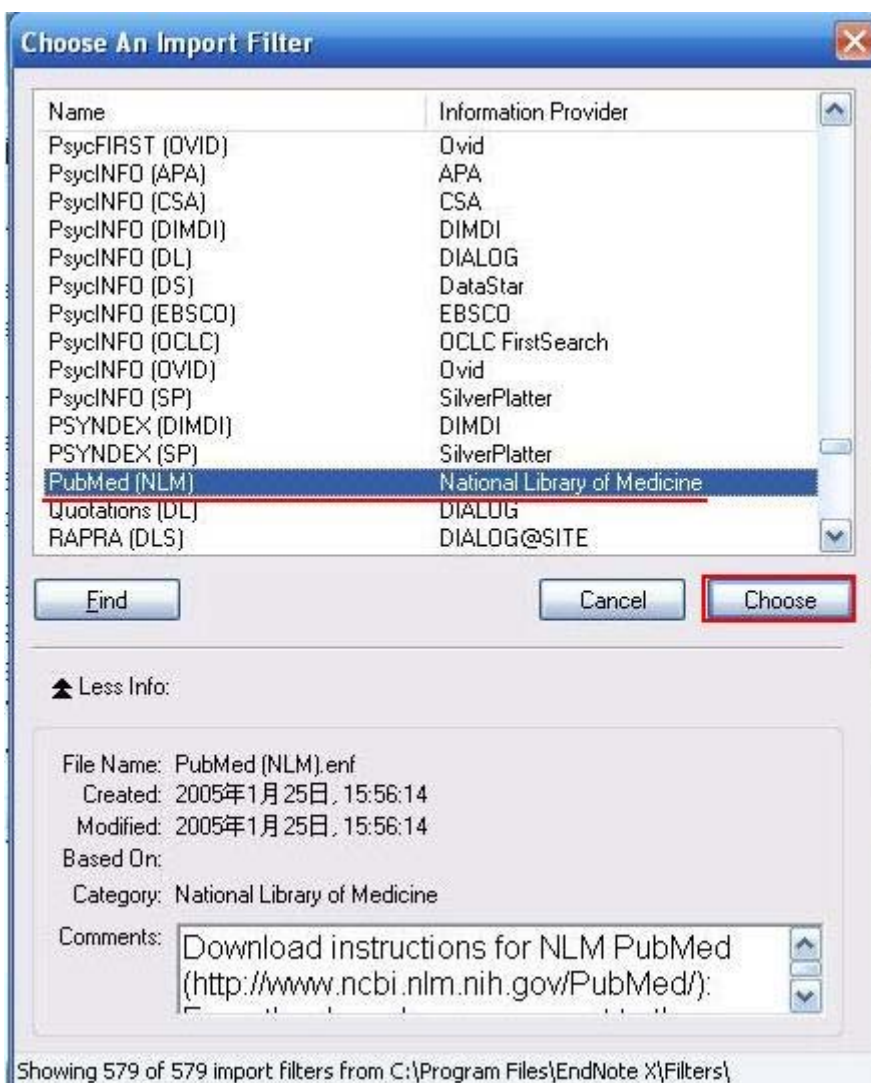 Choose An Import Filter
Name Information Provider
PsycFIRST (OVID) Ovid
PsycINFO (APA) APA
PsycINFO (CSA) CSA
PsycINFO (DIMDI) DIMDI
PsycINFO (DL) DIALOG
PsycINFO (DS) DataStar
PsycINFO (EBSCO) EBSCO
PsycINFO (OCLC) OCLC FirstSearch
PsycINFO (OVID) Ovid
PsycINFO (SP) SilverPlatter
PSYNDEX (DIMDI) DIMDI
PSYNDEX (SP) SilverPlatter
PubMed (NLM) National Library of Medicine
Quotations (DL) DIALOG
RAPRA (DLS) DIALOG@SITE
Find Cancel Choose
Less Info:
File Name: PubMed (NLM).enf
Created: 2005年1月25日, 15:56:14
Modified: 2005年1月25日, 15:56:14
Based On:
Category: National Library of Medicine
Comments: Download instructions for NLM PubMed
(http://www.ncbi.nlm.nih.gov/PubMed/):
Showing 579 of 579 import filters from C:\Program Files\EndNote X\Filters\